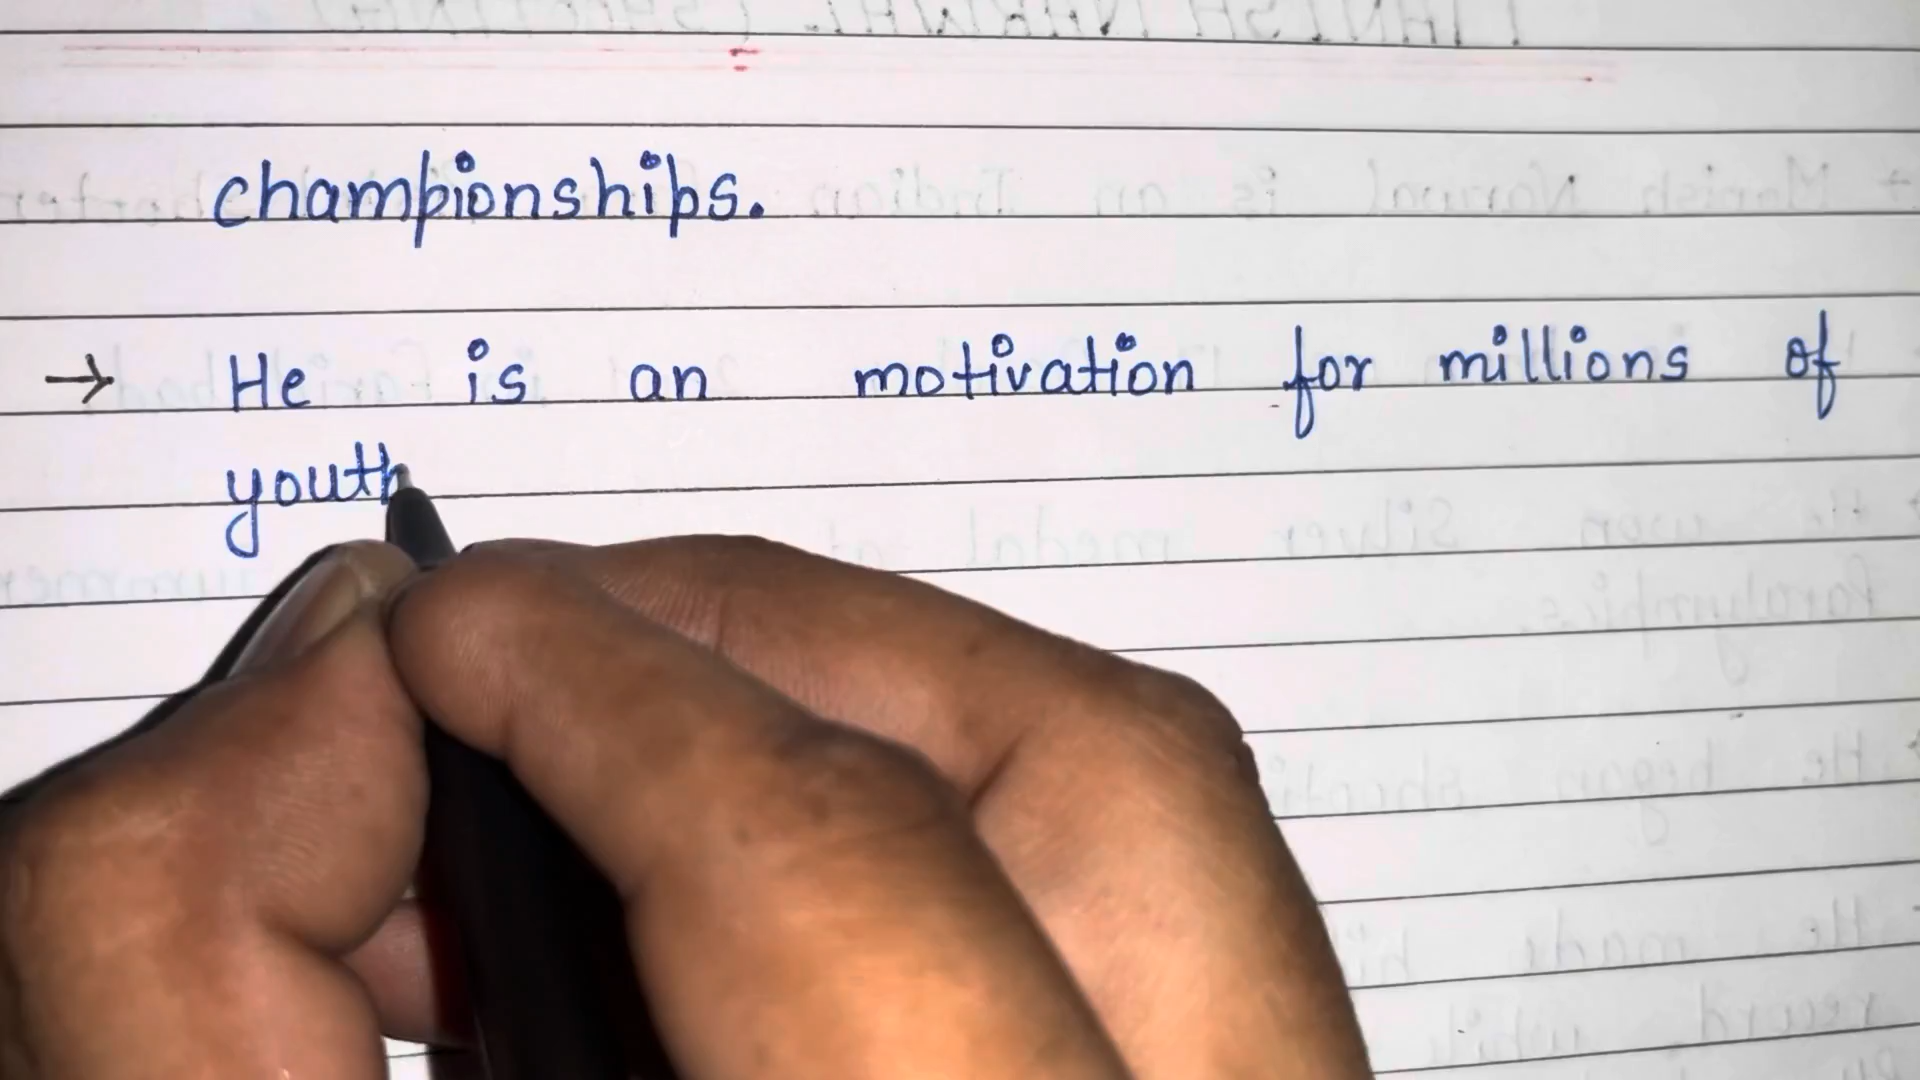 championships.
→ He is an motivation for millions of
youth